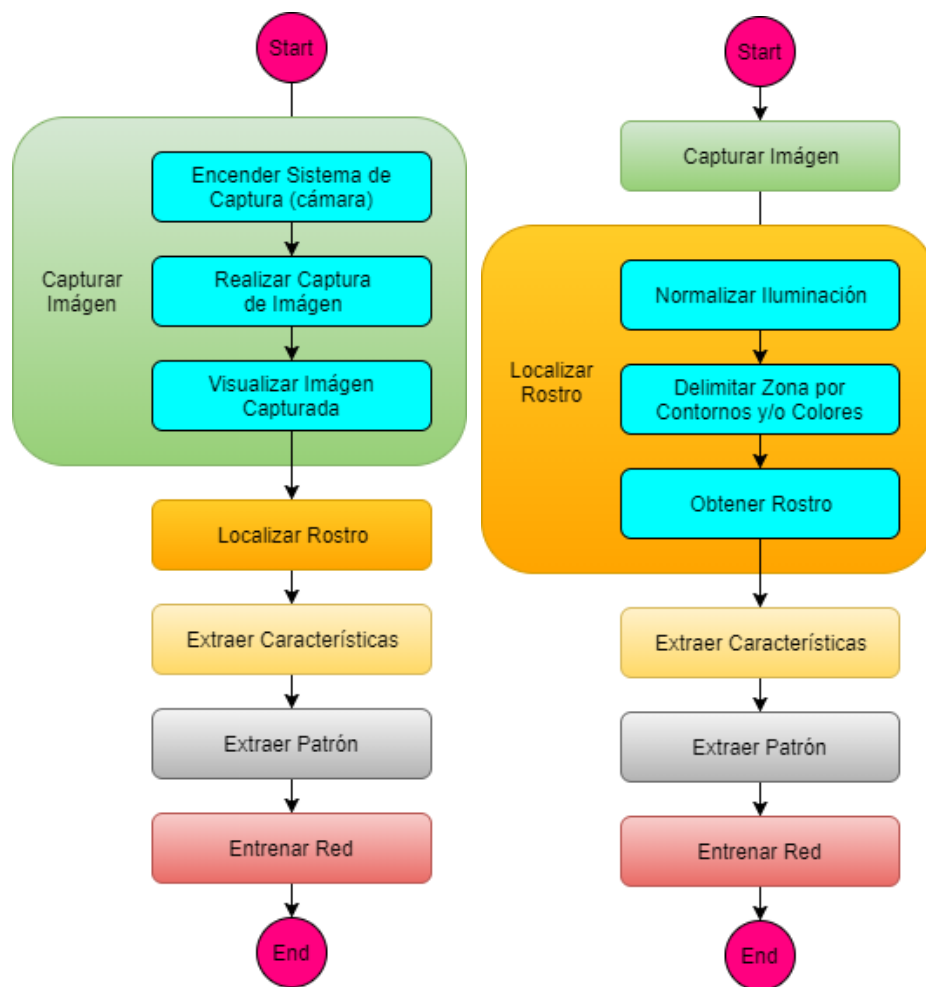 Start
Encender Sistema de
Captura (cámara)
Capturar
Imágen
Realizar Captura
de Imágen
Visualizar Imágen
Capturada
Localizar Rostro
Extraer Características
Extraer Patrón
Entrenar Red
End
Start
Capturar Imágen
Normalizar Iluminación
Localizar
Rostro
Delimitar Zona por
Contornos y/o Colores
Obtener Rostro
Extraer Características
Extraer Patrón
Entrenar Red
End